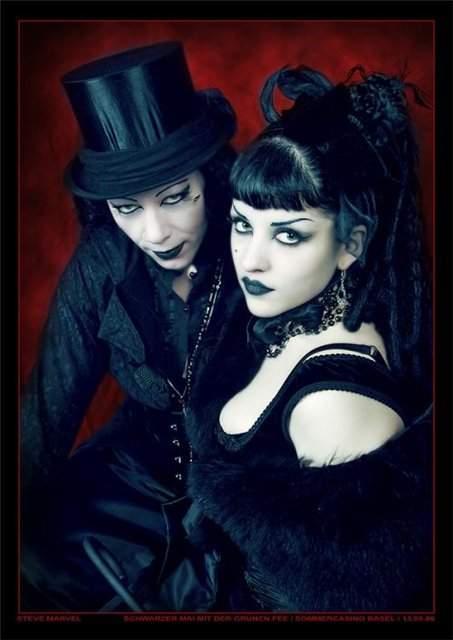 STEVE MARVEL
SCHWARZER MAI MIT DER GRÜNEN FEE / SOMMERCASINO BASEL / 13.05.06